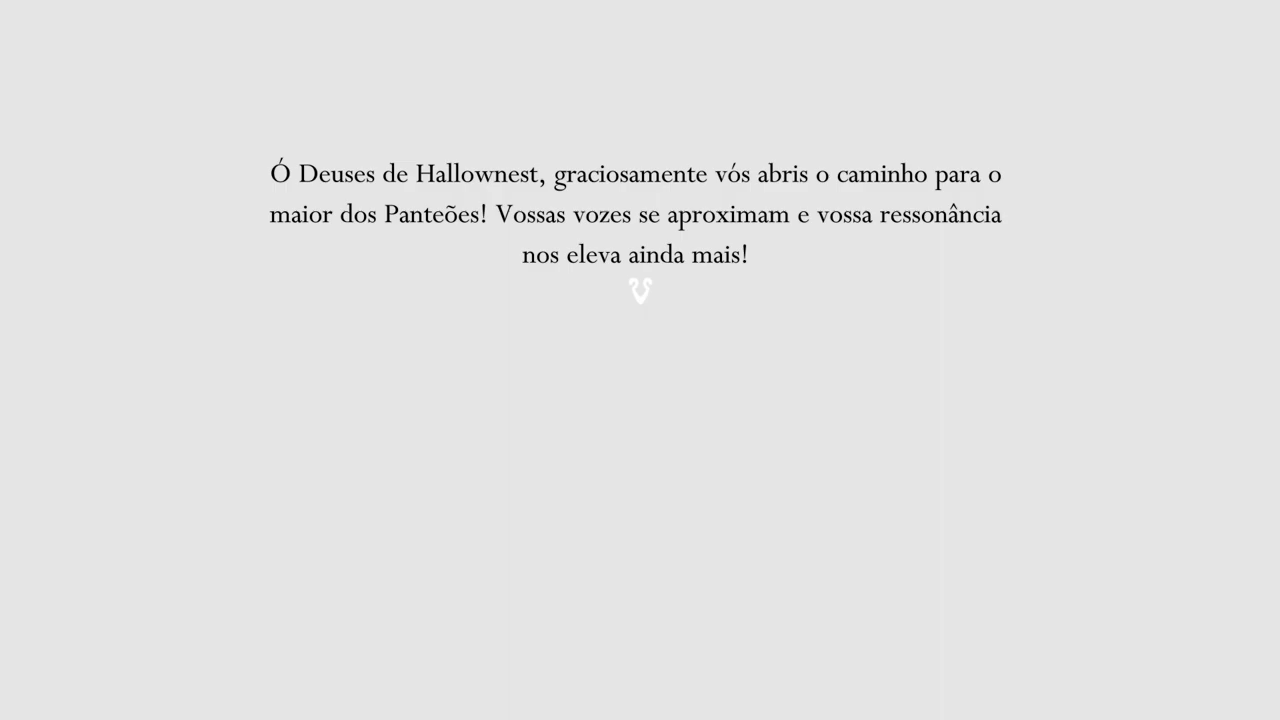 Ó Deuses de Hallownest, graciosamente vós abris o caminho para o
maior dos Panteões! Vossas vozes se aproximam e vossa ressonância
nos eleva ainda mais!